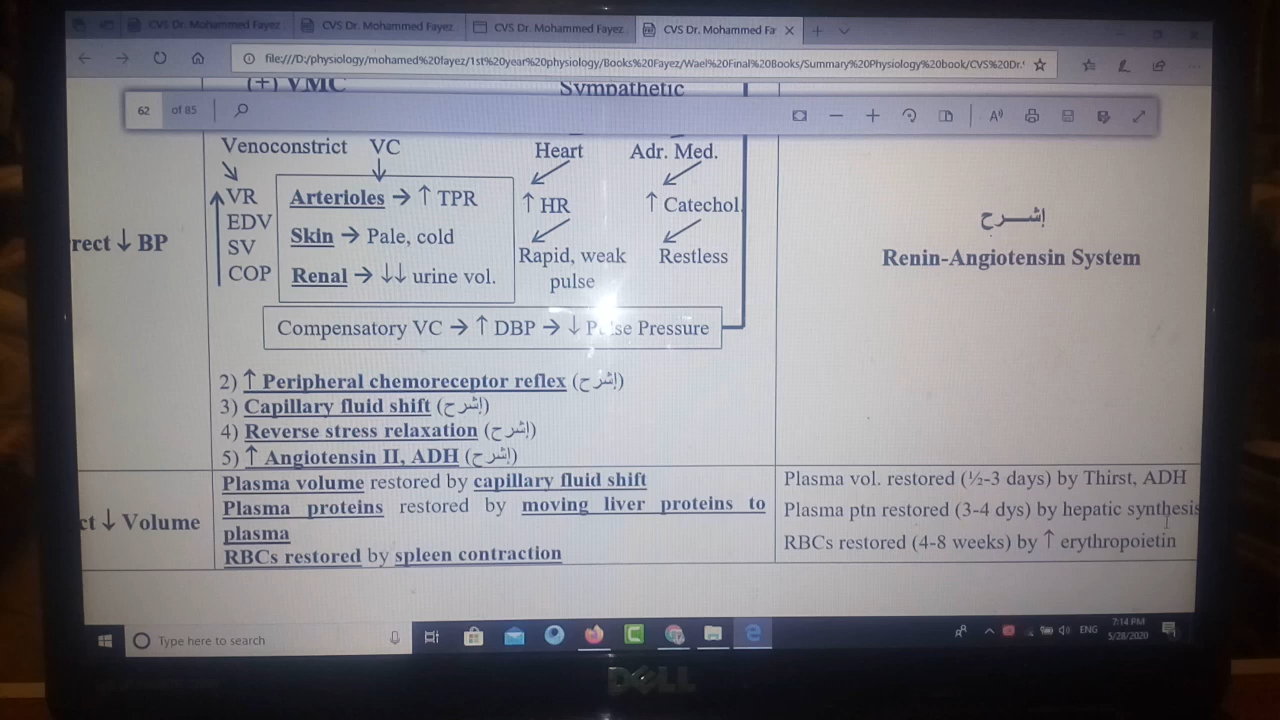 CVS Dr. Mohammed Fayez
CVS Dr. Mohammed Fayez
CVS Dr. Mohammed Fayez
CVS Dr. Mohammed Fa
file:///D:/physiology/mohamed%20fayez/1st%20year%20physiology/Books%20Fayez/Wael%20Final%20Books/Summary%20Physiology%20book/CVS%20Dr.
62 of 85
(+) VMC Sympathetic
Venoconstrict VC Heart Adr. Med.
VR Arterioles → ↑ TPR ↑ HR ↑ Catechol.
EDV
SV Skin → Pale, cold Rapid, weak pulse Restless
COP Renal → ↓↓ urine vol.
rect ↓ BP
إشـــرح
Renin-Angiotensin System
Compensatory VC → ↑ DBP → ↓ Pulse Pressure
2) ↑ Peripheral chemoreceptor reflex (إشرح)
3) Capillary fluid shift (إشرح)
4) Reverse stress relaxation (إشرح)
5) ↑ Angiotensin II, ADH (إشرح)
ct ↓ Volume
Plasma volume restored by capillary fluid shift
Plasma proteins restored by moving liver proteins to
plasma
RBCs restored by spleen contraction
Plasma vol. restored (½-3 days) by Thirst, ADH
Plasma ptn restored (3-4 dys) by hepatic synthesis
RBCs restored (4-8 weeks) by ↑ erythropoietin
Type here to search
ENG
7:14 PM
5/28/2020
DELL